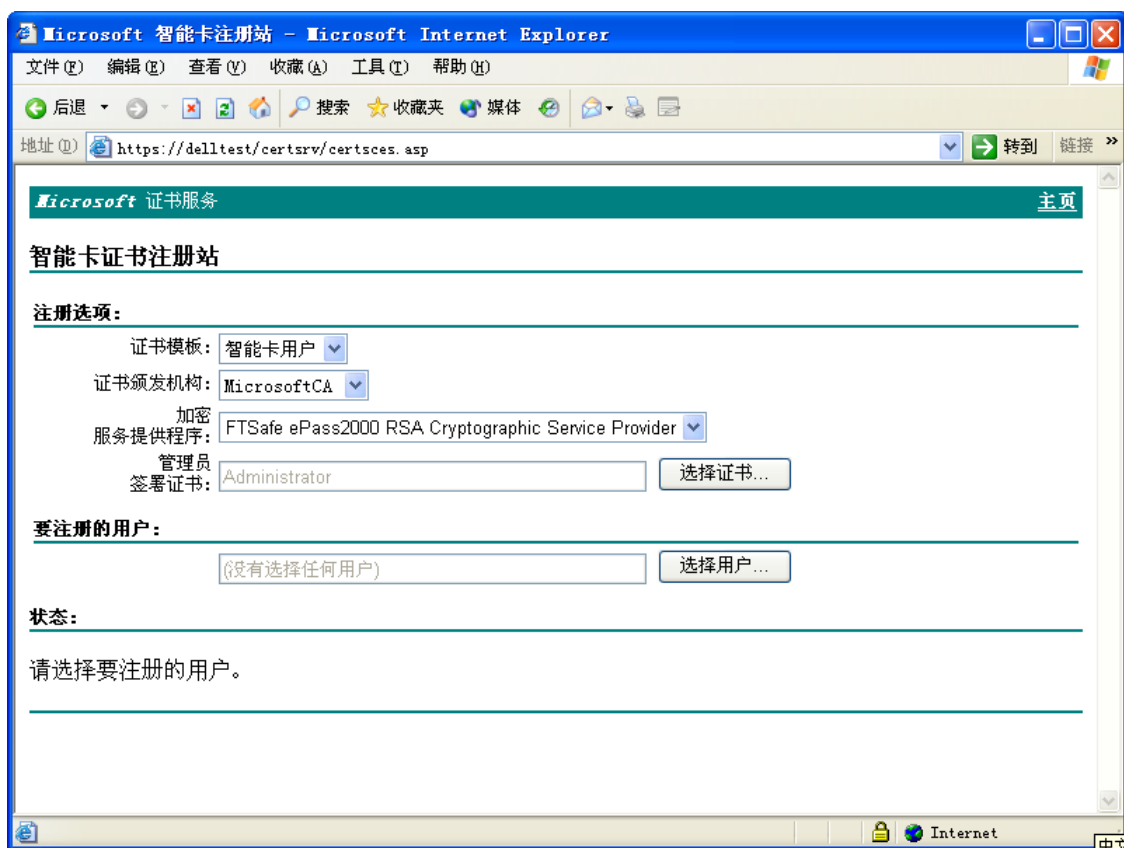 Microsoft 智能卡注册站 - Microsoft Internet Explorer
文件(F) 编辑(E) 查看(V) 收藏(A) 工具(T) 帮助(H)
后退 搜索 收藏夹 媒体
地址(D) https://delltest/certsrv/certsces.asp 转到 链接 »
Microsoft 证书服务 主页
智能卡证书注册站
注册选项:
证书模板: 智能卡用户
证书颁发机构: MicrosoftCA
加密
服务提供程序: FTSafe ePass2000 RSA Cryptographic Service Provider
管理员
签署证书: Administrator 选择证书...
要注册的用户:
(没有选择任何用户) 选择用户...
状态:
请选择要注册的用户。
Internet